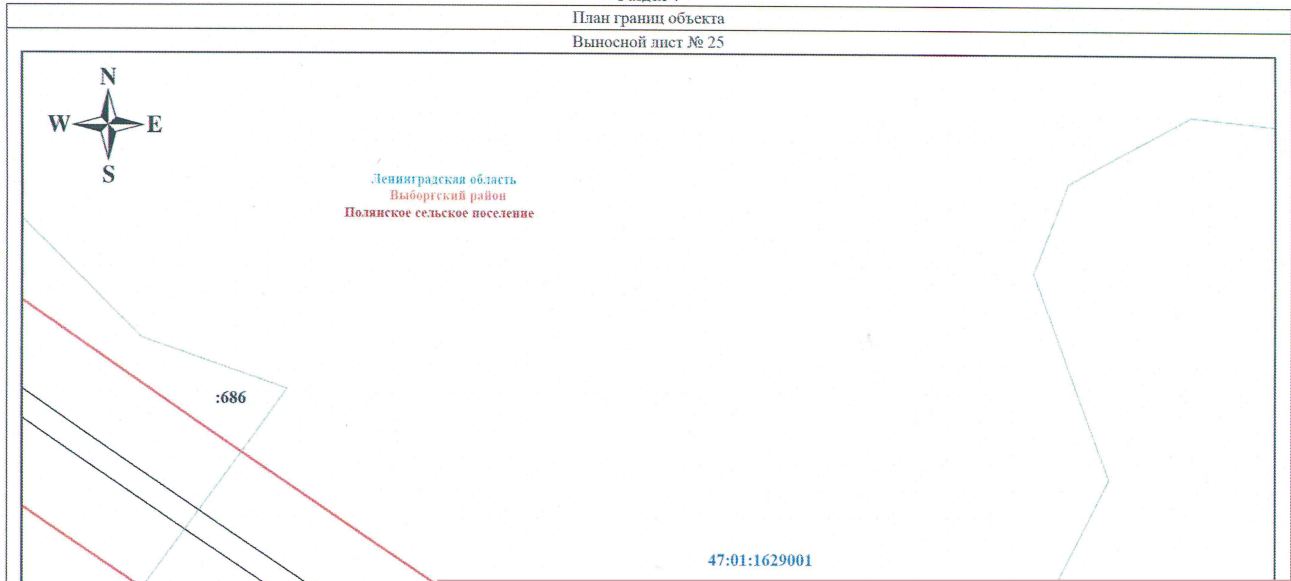 План границ объекта
Выносной лист № 25
N
W E
S
Ленинградская область
Выборгский район
Полянское сельское поселение
:686
47:01:1629001